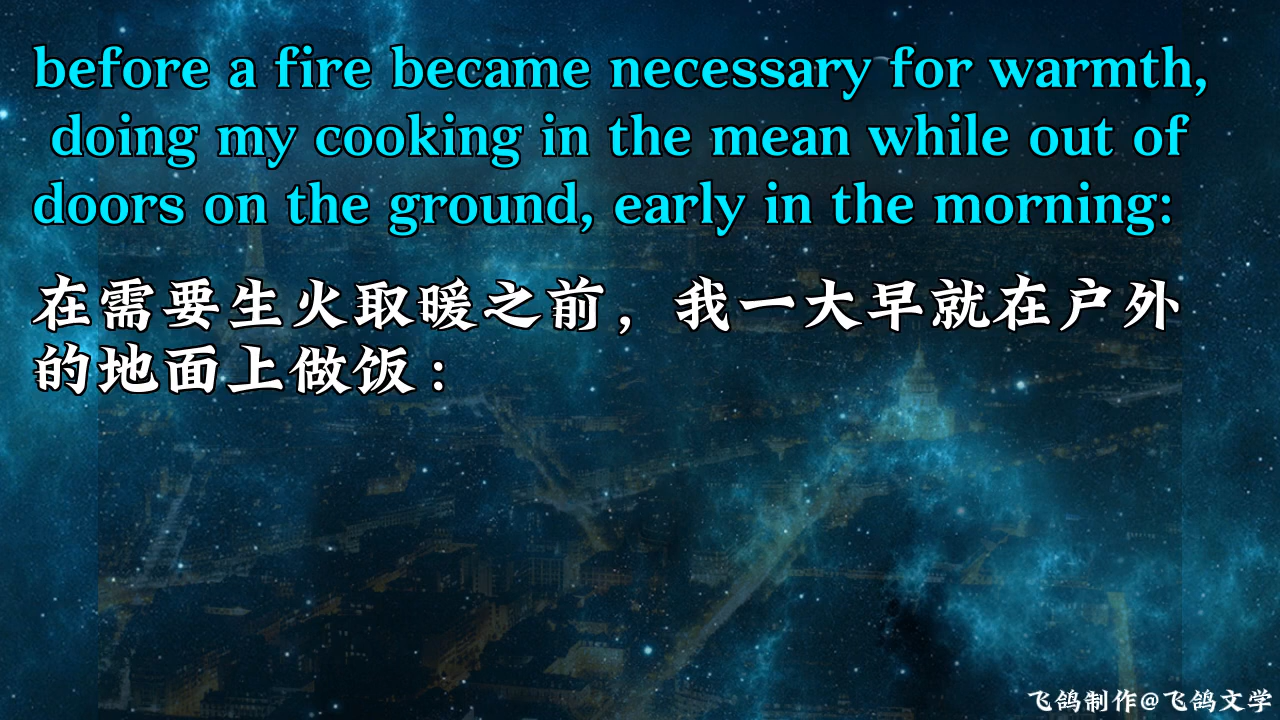 before a fire became necessary for warmth,
doing my cooking in the mean while out of
doors on the ground, early in the morning:
在需要生火取暖之前，我一大早就在户外
的地面上做饭：
飞鸽制作@飞鸽文学